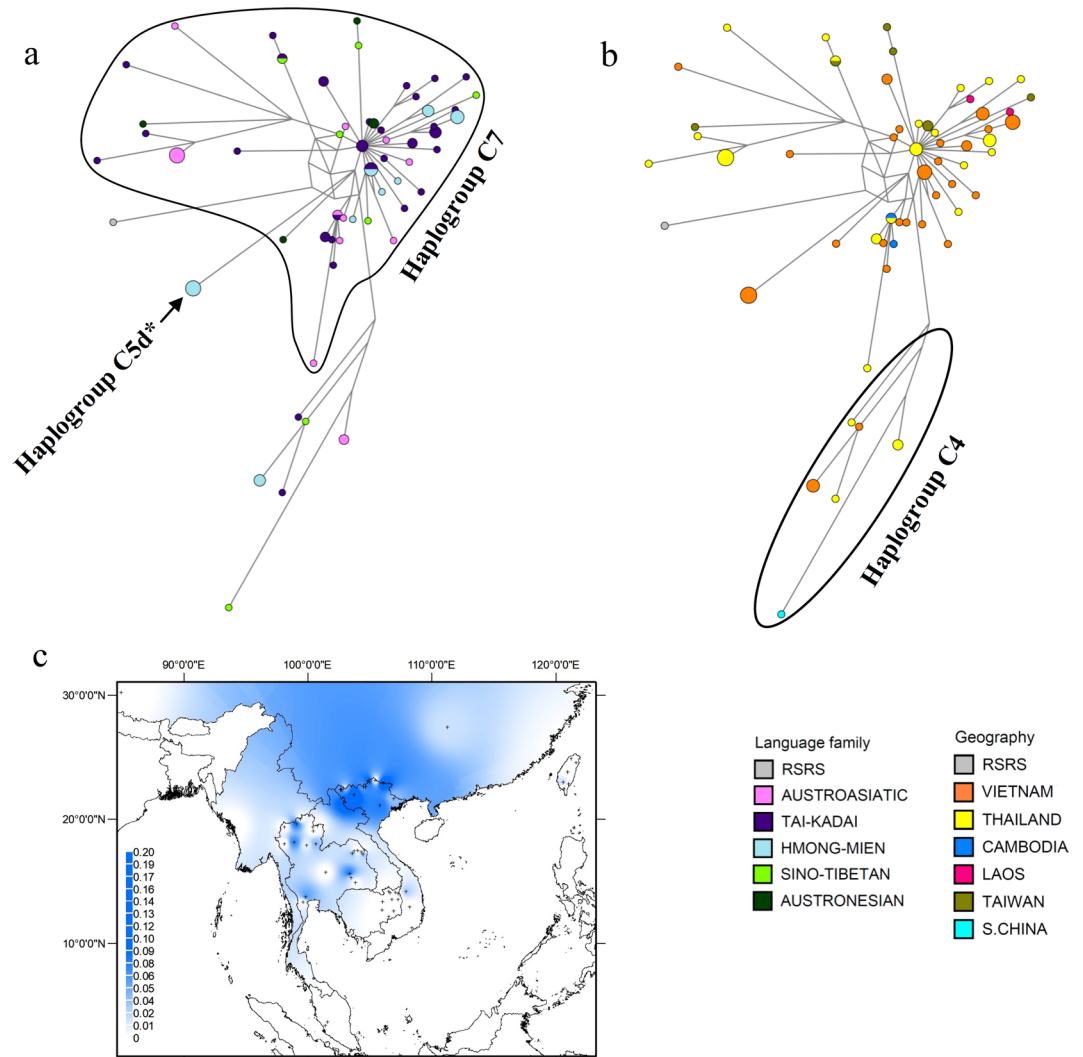 a
b
Haplogroup C7
Haplogroup C5d*
Haplogroup C4
c
90°0'0"E 100°0'0"E 110°0'0"E 120°0'0"E
30°0'0"N
20°0'0"N
10°0'0"N
0.20
0.19
0.17
0.16
0.14
0.13
0.12
0.10
0.09
0.08
0.06
0.05
0.04
0.02
0.01
0
Language family
RSRS
AUSTROASIATIC
TAI-KADAI
HMONG-MIEN
SINO-TIBETAN
AUSTRONESIAN
Geography
RSRS
VIETNAM
THAILAND
CAMBODIA
LAOS
TAIWAN
S.CHINA